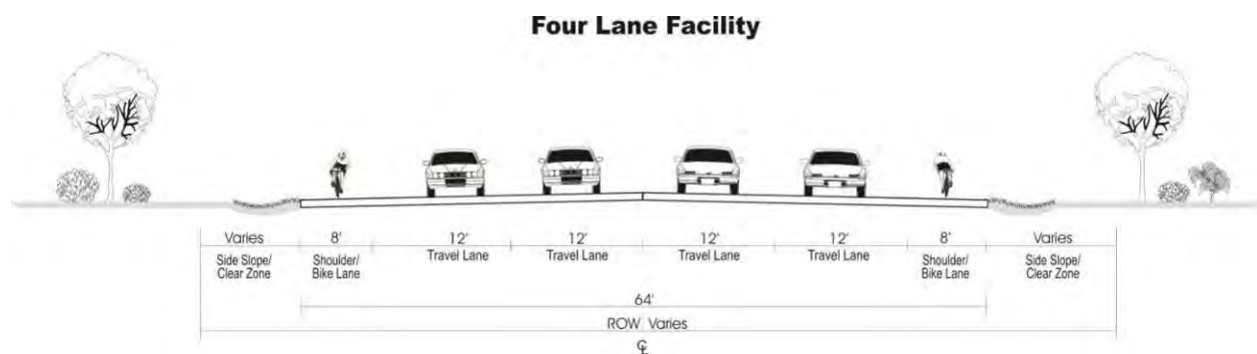 Four Lane Facility
Varies 8' 12' 12' 12' 12' 8' Varies
Side Slope/ Shoulder/ Travel Lane Travel Lane Travel Lane Travel Lane Shoulder/ Side Slope/
Clear Zone Bike Lane Bike Lane Clear Zone
64'
ROW Varies
℄